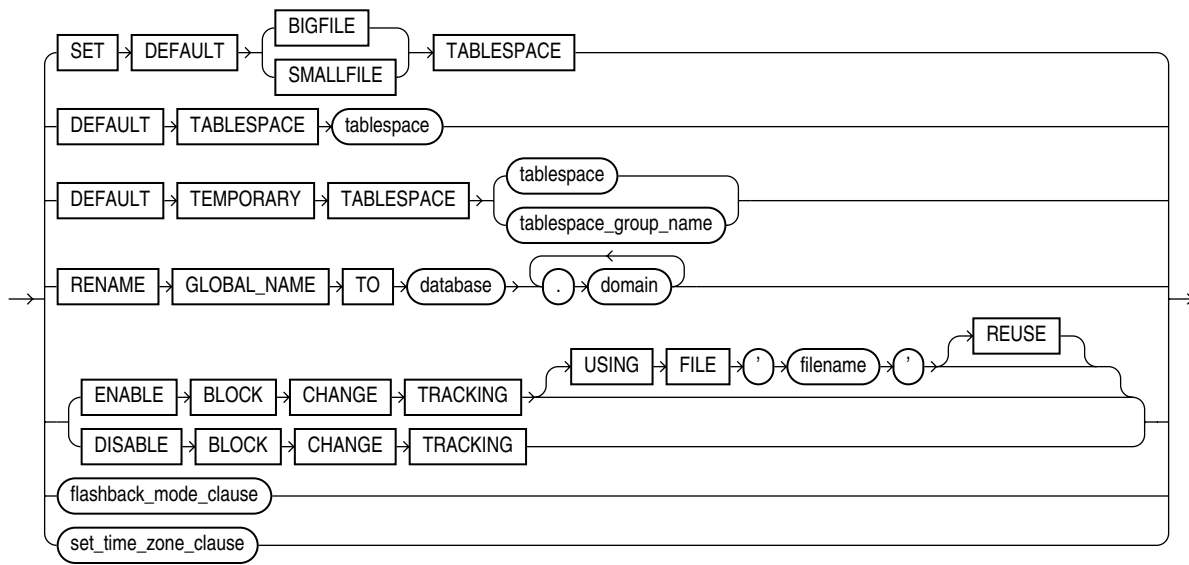 BIGFILE
SET DEFAULT TABLESPACE
SMALLFILE
DEFAULT TABLESPACE tablespace
tablespace
DEFAULT TEMPORARY TABLESPACE
tablespace_group_name
RENAME GLOBAL_NAME TO database . domain
REUSE
USING FILE ’ filename ’
ENABLE BLOCK CHANGE TRACKING
DISABLE BLOCK CHANGE TRACKING
flashback_mode_clause
set_time_zone_clause